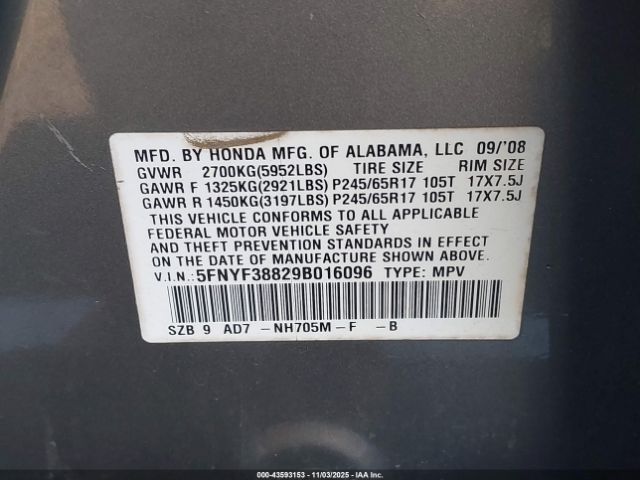 MFD. BY HONDA MFG. OF ALABAMA, LLC 09/'08
GVWR 2700KG(5952LBS) TIRE SIZE RIM SIZE
GAWR F 1325KG(2921LBS) P245/65R17 105T 17X7.5J
GAWR R 1450KG(3197LBS) P245/65R17 105T 17X7.5J
THIS VEHICLE CONFORMS TO ALL APPLICABLE
FEDERAL MOTOR VEHICLE SAFETY
AND THEFT PREVENTION STANDARDS IN EFFECT
ON THE DATE OF MANUFACTURE SHOWN ABOVE.
V.I.N.: 5FNYF38829B016096 TYPE: MPV
SZB 9 AD7 -NH705M-F -B
000-43593153 - 11/03/2025 - IAAI.COM